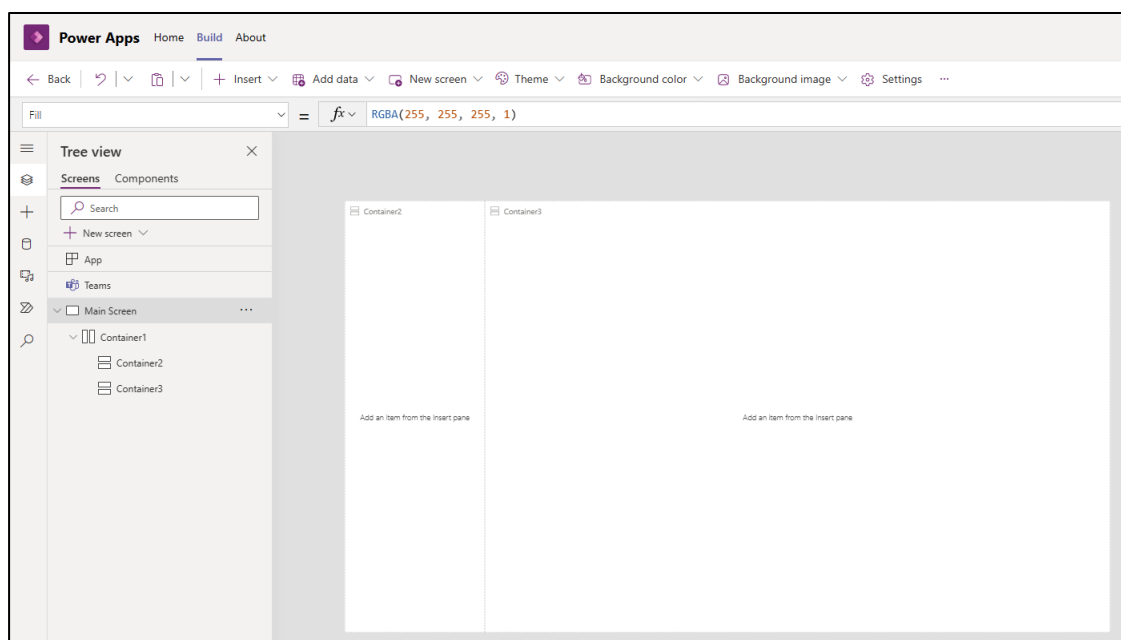 Power Apps Home Build About
Back Insert Add data New screen Theme Background color Background image Settings ...
Fill = fx RGBA(255, 255, 255, 1)
Tree view
Screens Components
Search
New screen
App
Teams
Main Screen ...
Container1
Container2
Container3
Container2 Container3
Add an item from the Insert pane Add an item from the Insert pane